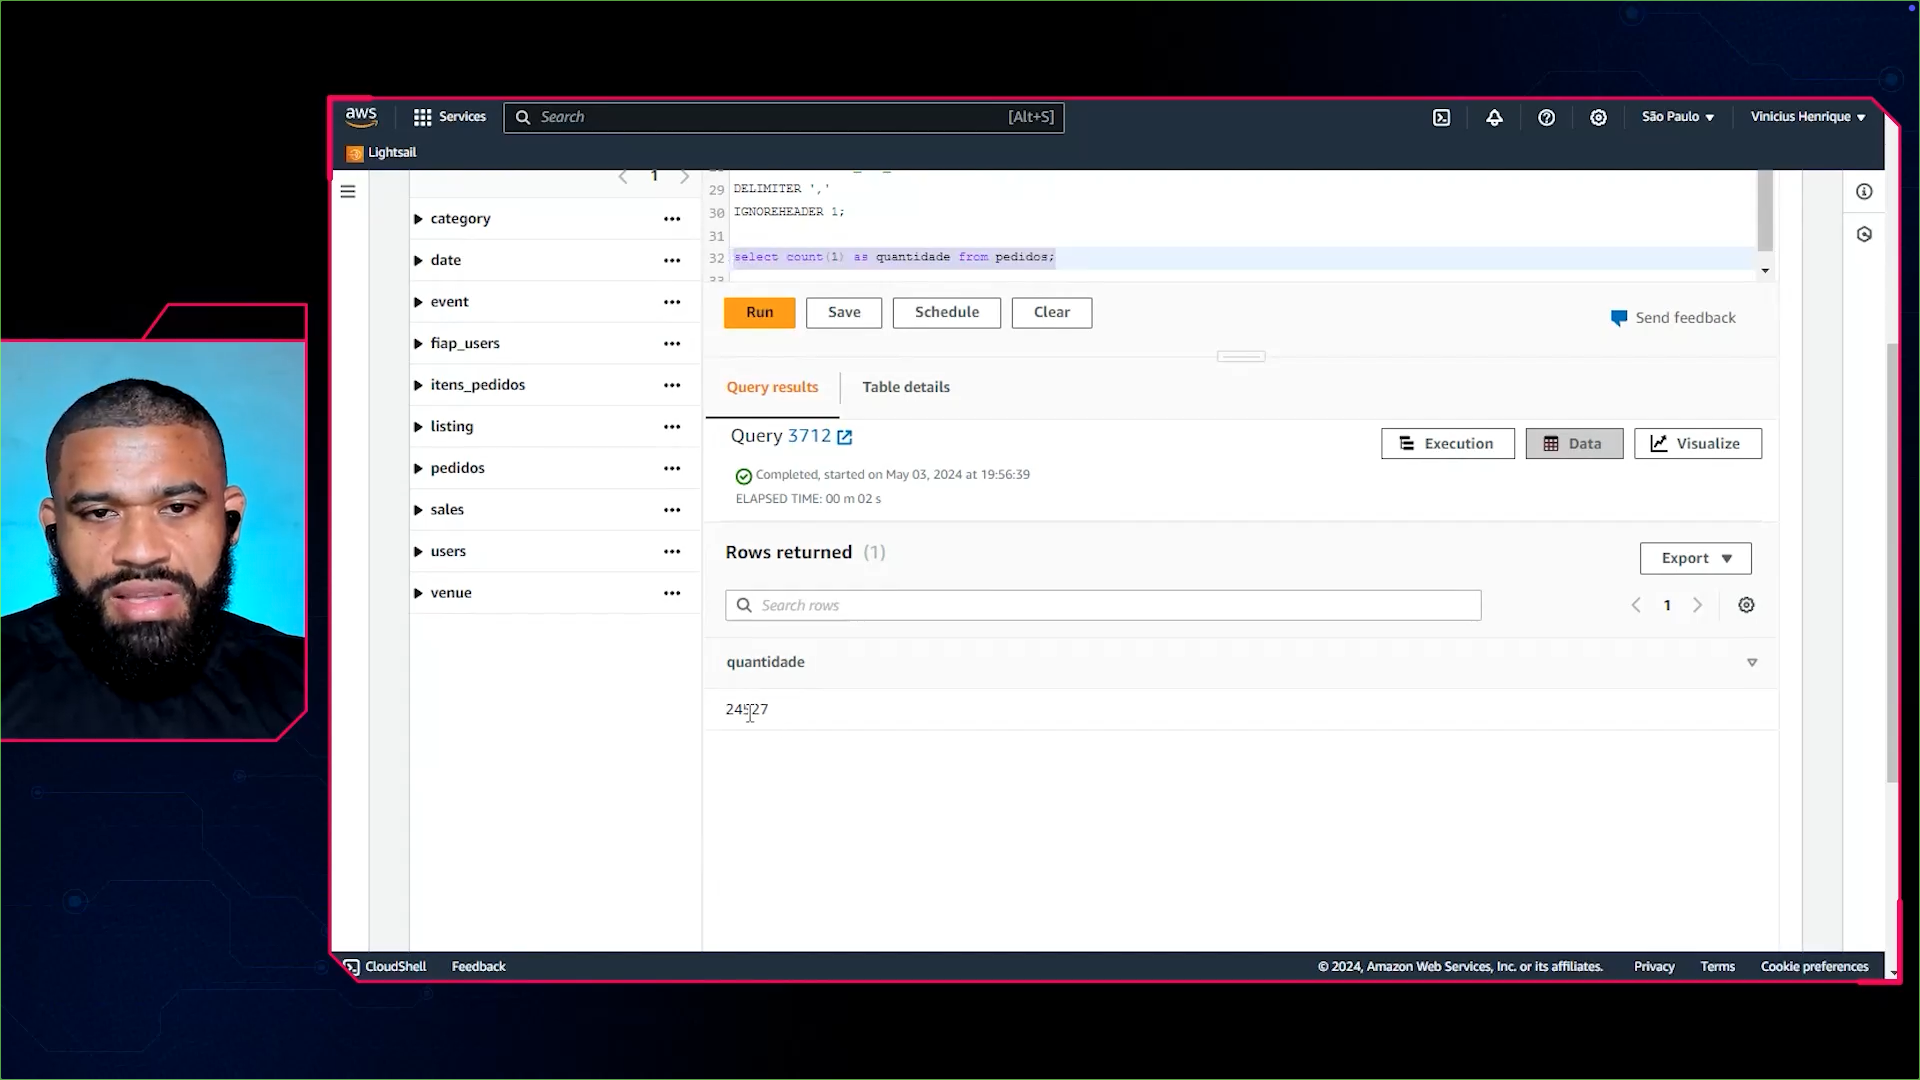 aws
Services
Search
[Alt+S]
São Paulo
Vinicius Henrique
Lightsail
1
29 DELIMITER ','
30 IGNOREHEADER 1;
31
32 select count(1) as quantidade from pedidos;
category
date
event
fiap_users
itens_pedidos
listing
pedidos
sales
users
venue
Run
Save
Schedule
Clear
Send feedback
Query results
Table details
Query 3712
Completed, started on May 03, 2024 at 19:56:39
ELAPSED TIME: 00 m 02 s
Execution
Data
Visualize
Rows returned (1)
Export
Search rows
1
quantidade
CloudShell
Feedback
© 2024, Amazon Web Services, Inc. or its affiliates.
Privacy
Terms
Cookie preferences